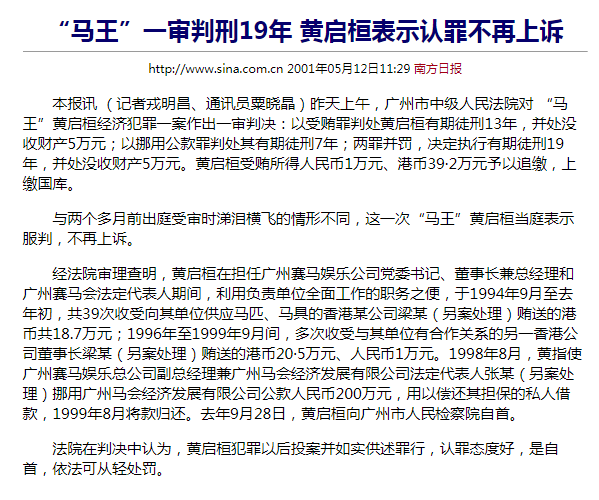 “马王”一审判刑19年 黄启桓表示认罪不再上诉
http://www.sina.com.cn 2001年05月12日11:29 南方日报
本报讯 （记者戎明昌、通讯员粟晓晶）昨天上午，广州市中级人民法院对 “马
王”黄启桓经济犯罪一案作出一审判决：以受贿罪判处黄启桓有期徒刑13年，并处没
收财产5万元；以挪用公款罪判处其有期徒刑7年；两罪并罚，决定执行有期徒刑19
年，并处没收财产5万元。黄启桓受贿所得人民币1万元、港币39·2万元予以追缴，上
缴国库。
与两个多月前出庭受审时涕泪横飞的情形不同，这一次“马王”黄启桓当庭表示
服判，不再上诉。
经法院审理查明，黄启桓在担任广州赛马娱乐公司党委书记、董事长兼总经理和
广州赛马会法定代表人期间，利用负责单位全面工作的职务之便，于1994年9月至去
年初，共39次收受向其单位供应马匹、马具的香港某公司梁某（另案处理）贿送的港
币共18.7万元；1996年至1999年9月间，多次收受与其单位有合作关系的另一香港公
司董事长梁某（另案处理）贿送的港币20·5万元、人民币1万元。1998年8月，黄指使
广州赛马娱乐总公司副总经理兼广州马会经济发展有限公司法定代表人张某（另案处
理）挪用广州马会经济发展有限公司公款人民币200万元，用以偿还其担保的私人借
款，1999年8月将款归还。去年9月28日，黄启桓向广州市人民检察院自首。
法院在判决中认为，黄启桓犯罪以后投案并如实供述罪行，认罪态度好，是自
首，依法可从轻处罚。